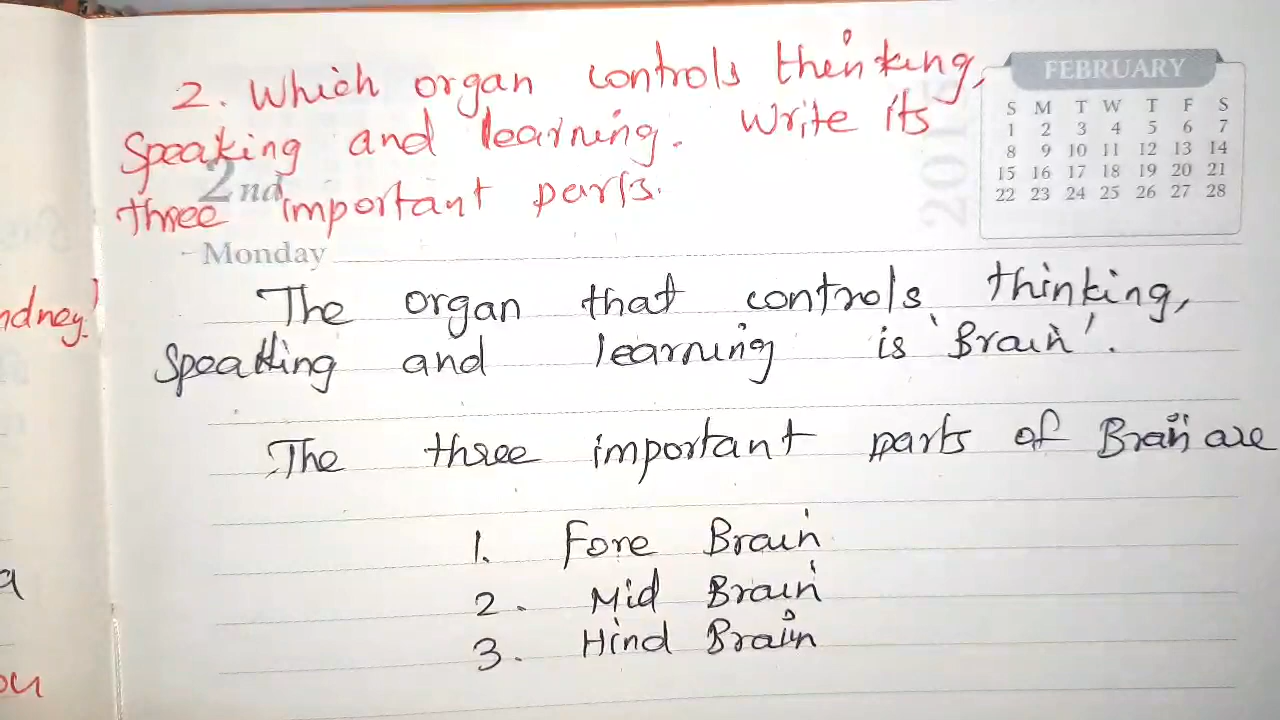 2. Which organ controls thinking,
Speaking and learning. Write its
three important parts.
2nd
Monday
2015
FEBRUARY
S M T W T F S
1 2 3 4 5 6 7
8 9 10 11 12 13 14
15 16 17 18 19 20 21
22 23 24 25 26 27 28
The organ that controls thinking,
Speaking and learning is 'Brain'.
The three important parts of Brain are
1. Fore Brain
2. Mid Brain
3. Hind Brain